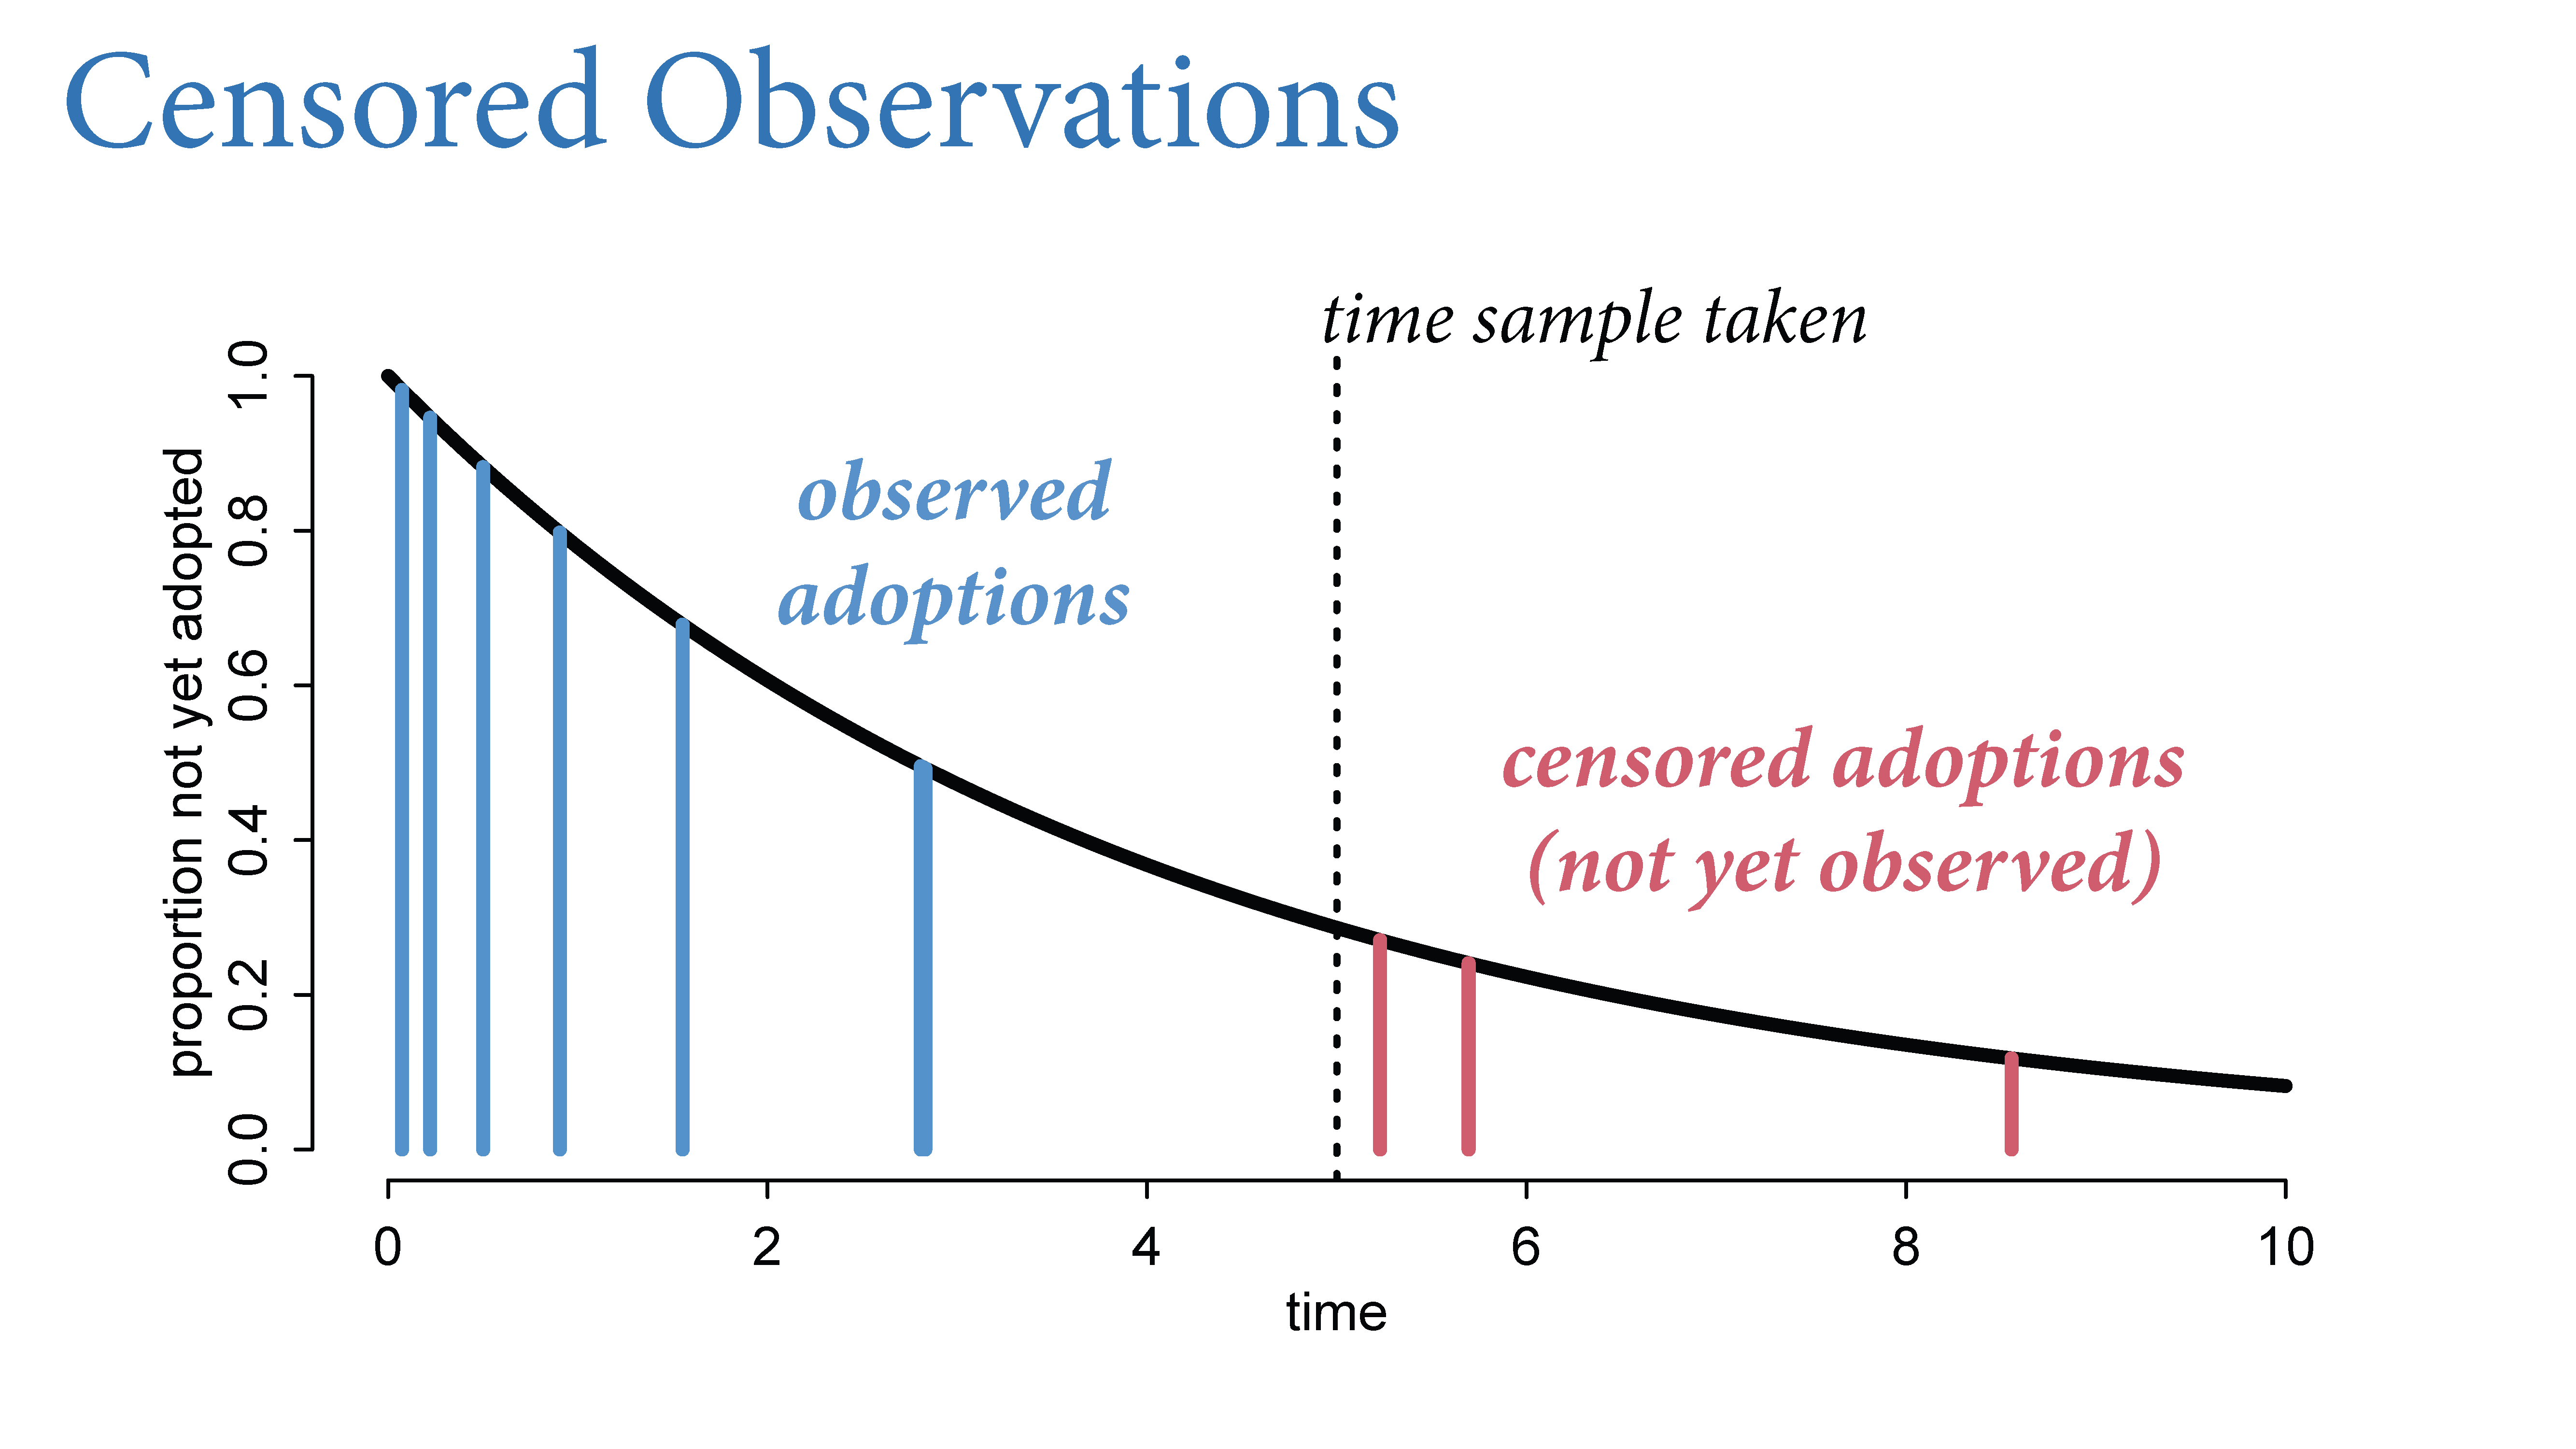 Censored Observations
time sample taken
observed
adoptions
censored adoptions
(not yet observed)
proportion not yet adopted
1.0
0.8
0.6
0.4
0.2
0.0
0 2 4 6 8 10
time